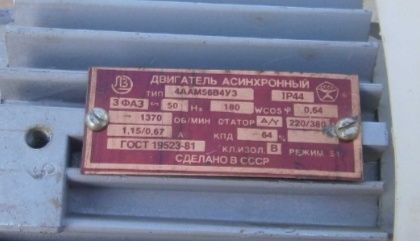 ДВИГАТЕЛЬ АСИНХРОННЫЙ
ТИП 4ААМ56В4У3 IP44
3 ФАЗ ~ 50 Hz 180 W COSφ 0,64
1370 ОБ/МИН СТАТОР Δ/Y 220/380
1,15/0,67 А КПД 64 %
ГОСТ 19523-81 КЛ.ИЗОЛ. В РЕЖИМ S1
СДЕЛАНО В СССР